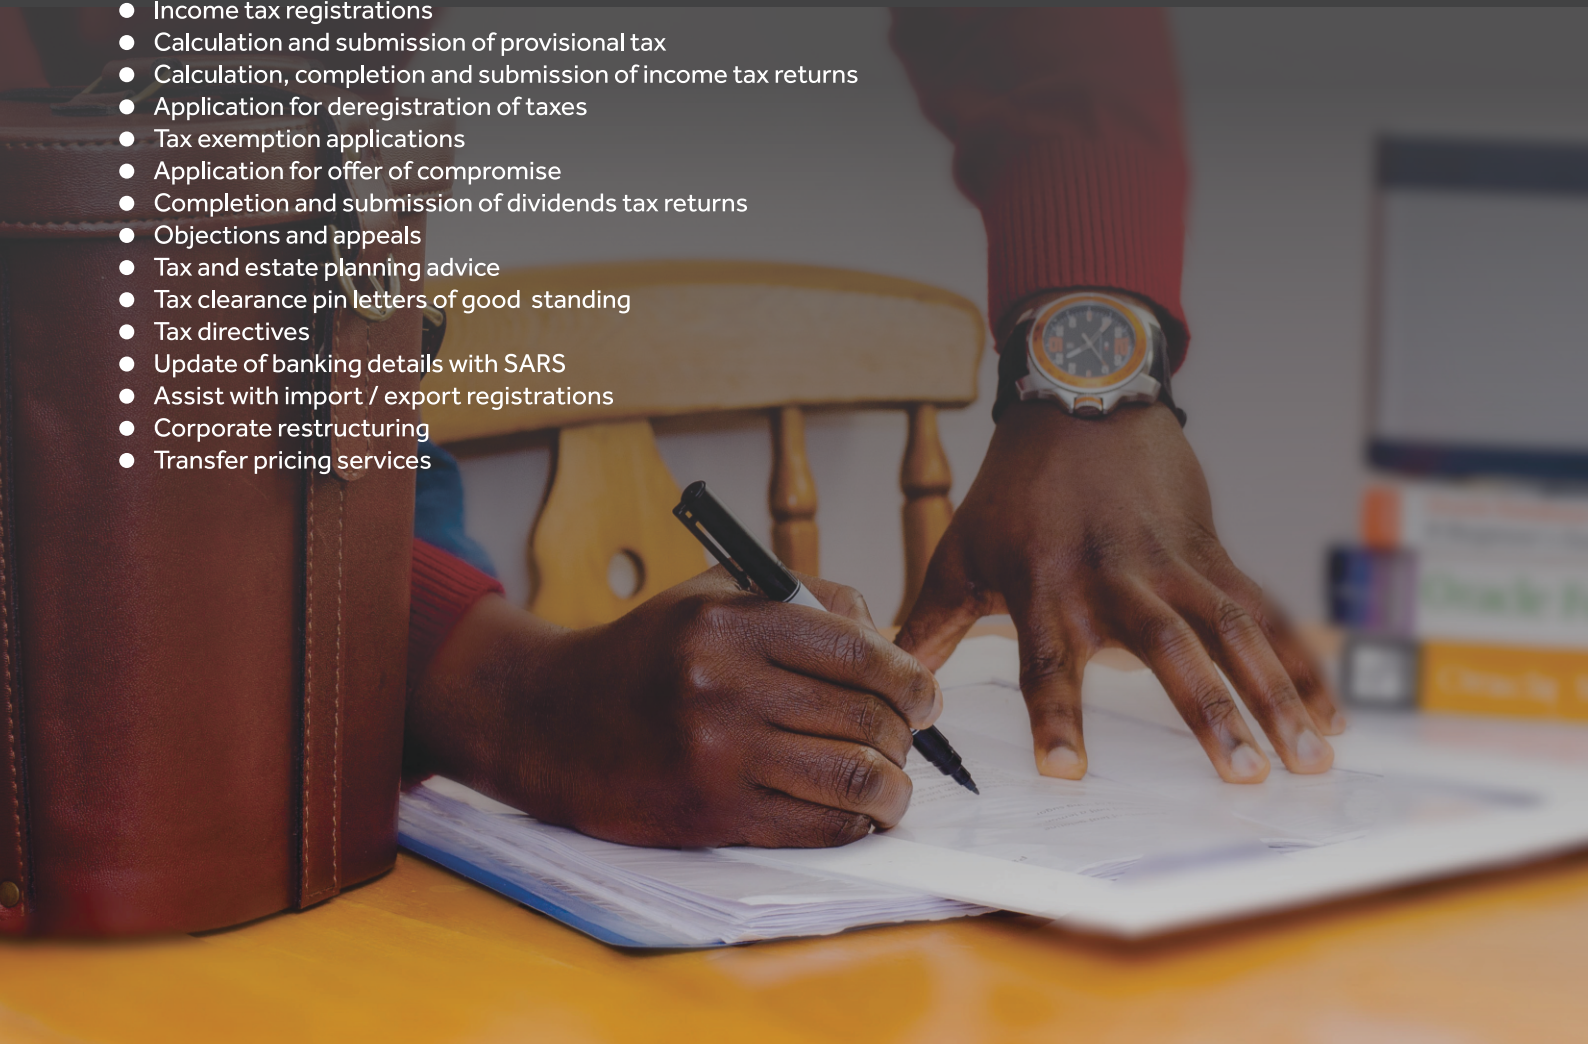 ● Income tax registrations
● Calculation and submission of provisional tax
● Calculation, completion and submission of income tax returns
● Application for deregistration of taxes
● Tax exemption applications
● Application for offer of compromise
● Completion and submission of dividends tax returns
● Objections and appeals
● Tax and estate planning advice
● Tax clearance pin letters of good  standing
● Tax directives
● Update of banking details with SARS
● Assist with import / export registrations
● Corporate restructuring
● Transfer pricing services